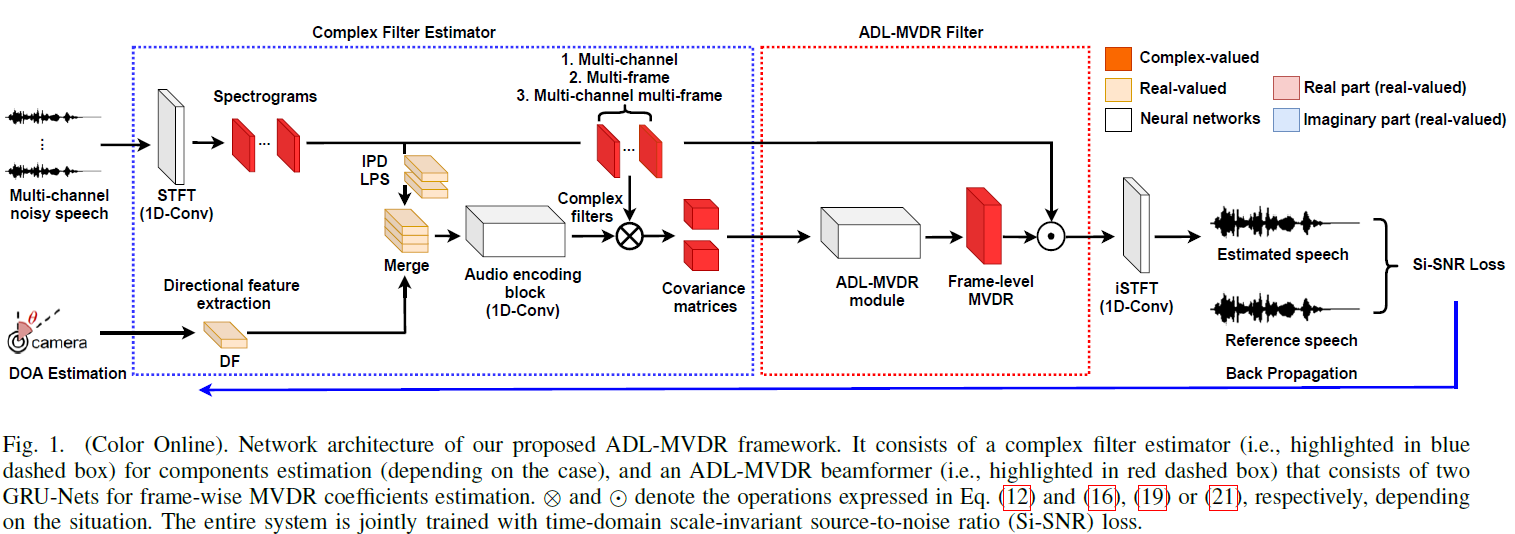 Complex Filter Estimator
ADL-MVDR Filter
1. Multi-channel
2. Multi-frame
3. Multi-channel multi-frame
Complex-valued
Real-valued
Real part (real-valued)
Neural networks
Imaginary part (real-valued)
Spectrograms
...
...
IPD
LPS
Multi-channel
noisy speech
STFT
(1D-Conv)
Complex
filters
Merge
Audio encoding
block
(1D-Conv)
Covariance
matrices
ADL-MVDR
module
Frame-level
MVDR
iSTFT
(1D-Conv)
Estimated speech
Si-SNR Loss
Reference speech
Directional feature
extraction
θ
camera
DF
DOA Estimation
Back Propagation
Fig. 1. (Color Online). Network architecture of our proposed ADL-MVDR framework. It consists of a complex filter estimator (i.e., highlighted in blue
dashed box) for components estimation (depending on the case), and an ADL-MVDR beamformer (i.e., highlighted in red dashed box) that consists of two
GRU-Nets for frame-wise MVDR coefficients estimation. ⊗ and ⊙ denote the operations expressed in Eq. (12) and (16), (19) or (21), respectively, depending
on the situation. The entire system is jointly trained with time-domain scale-invariant source-to-noise ratio (Si-SNR) loss.